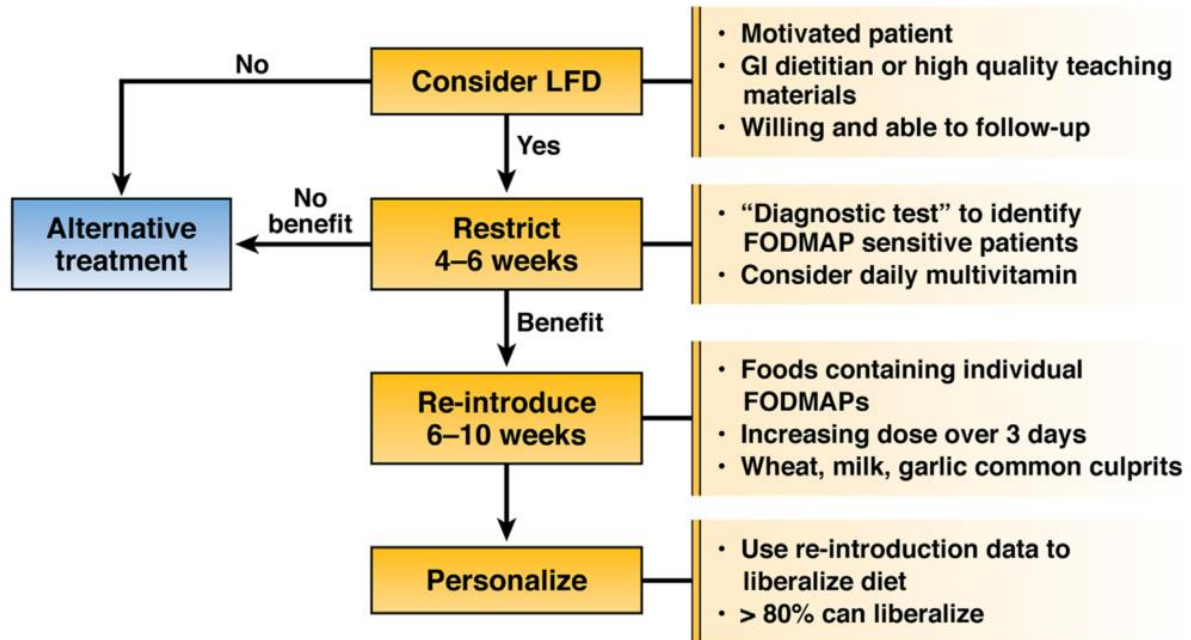 No
Consider LFD
• Motivated patient
• GI dietitian or high quality teaching
materials
• Willing and able to follow-up
Yes
Alternative
treatment
No
benefit
Restrict
4–6 weeks
• “Diagnostic test” to identify
FODMAP sensitive patients
• Consider daily multivitamin
Benefit
Re-introduce
6–10 weeks
• Foods containing individual
FODMAPs
• Increasing dose over 3 days
• Wheat, milk, garlic common culprits
Personalize
• Use re-introduction data to
liberalize diet
• > 80% can liberalize